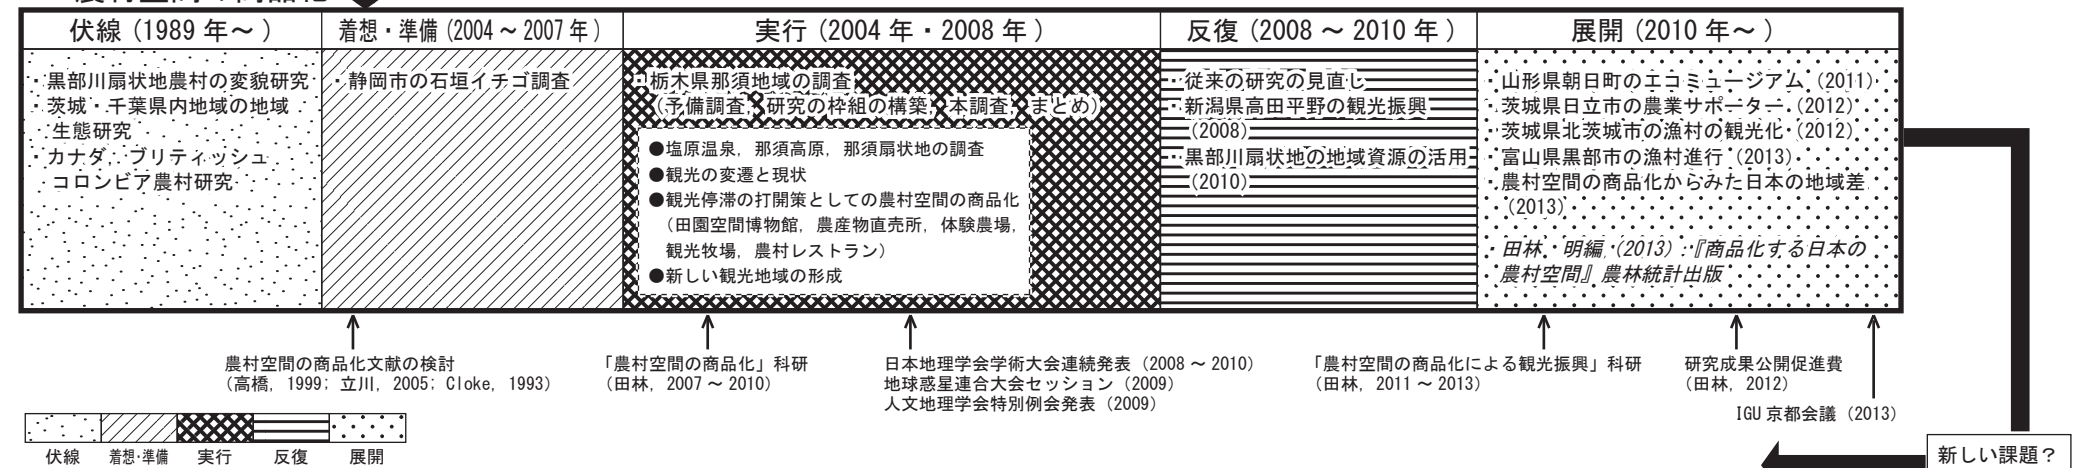 伏線 (1989 年～ )
着想・準備 (2004 ～ 2007 年 )
実行 (2004 年・2008 年 )
反復 (2008 ～ 2010 年 )
展開 (2010 年～ )
・黒部川扇状地農村の変貌研究
・茨城・千葉県内地域の地域
生態研究
・カナダ，ブリティッシュ
コロンビア農村研究
・静岡市の石垣イチゴ調査
・栃木県那須地域の調査
(予備調査，研究の枠組の構築，本調査，まとめ)
●塩原温泉，那須高原，那須扇状地の調査
●観光の変遷と現状
●観光停滞の打開策としての農村空間の商品化
(田園空間博物館，農産物直売所，体験農場，
観光牧場，農村レストラン)
●新しい観光地域の形成
・従来の研究の見直し
・新潟県高田平野の観光振興
(2008)
・黒部川扇状地の地域資源の活用
(2010)
・山形県朝日町のエコミュージアム (2011)
・茨城県日立市の農業サポーター (2012)
・茨城県北茨城市の漁村の観光化 (2012)
・富山県黒部市の漁村進行 (2013)
・農村空間の商品化からみた日本の地域差
(2013)
・田林 明編 (2013)：『商品化する日本の
農村空間』農林統計出版
農村空間の商品化文献の検討
(高橋，1999; 立川，2005; Cloke，1993)
「農村空間の商品化」科研
(田林，2007 ～ 2010)
日本地理学会学術大会連続発表 (2008 ～ 2010)
地球惑星連合大会セッション (2009)
人文地理学会特別例会発表 (2009)
「農村空間の商品化による観光振興」科研
(田林，2011 ～ 2013)
研究成果公開促進費
(田林，2012)
IGU 京都会議 (2013)
新しい課題？
伏線 着想・準備 実行 反復 展開